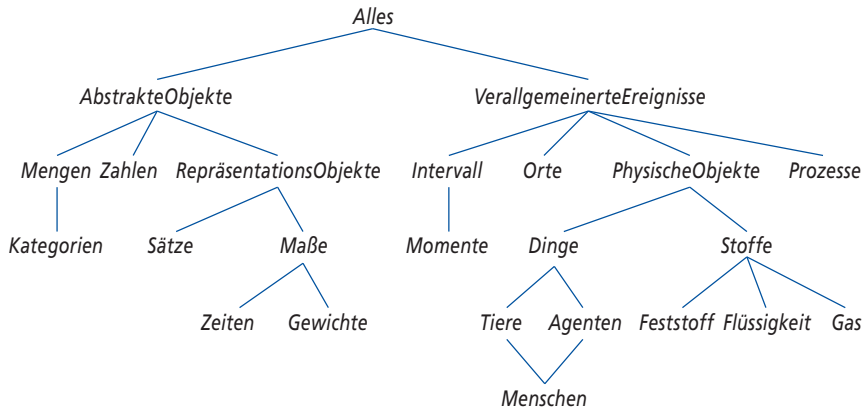 Alles
AbstrakteObjekte VerallgemeinerteEreignisse
Mengen Zahlen RepräsentationsObjekte Intervall Orte PhysischeObjekte Prozesse
Kategorien Sätze Maße Momente Dinge Stoffe
Zeiten Gewichte Tiere Agenten Feststoff Flüssigkeit Gas
Menschen